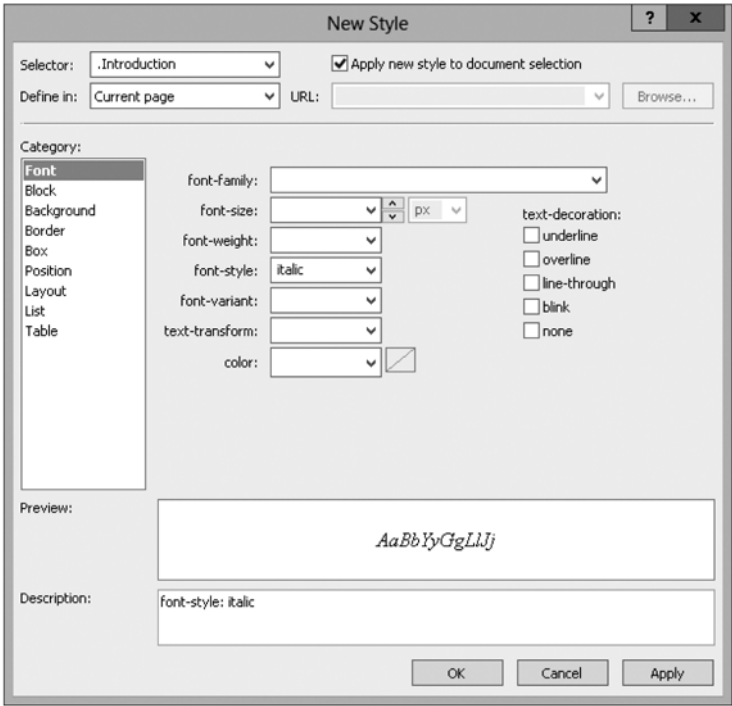 New Style
? x
Selector: .Introduction Apply new style to document selection
Define in: Current page URL: Browse...
Category:
Font
Block
Background
Border
Box
Position
Layout
List
Table
font-family:
font-size: px
font-weight:
font-style: italic
font-variant:
text-transform:
color:
text-decoration:
underline
overline
line-through
blink
none
Preview:
AaBbYyGgLlJj
Description:
font-style: italic
OK Cancel Apply